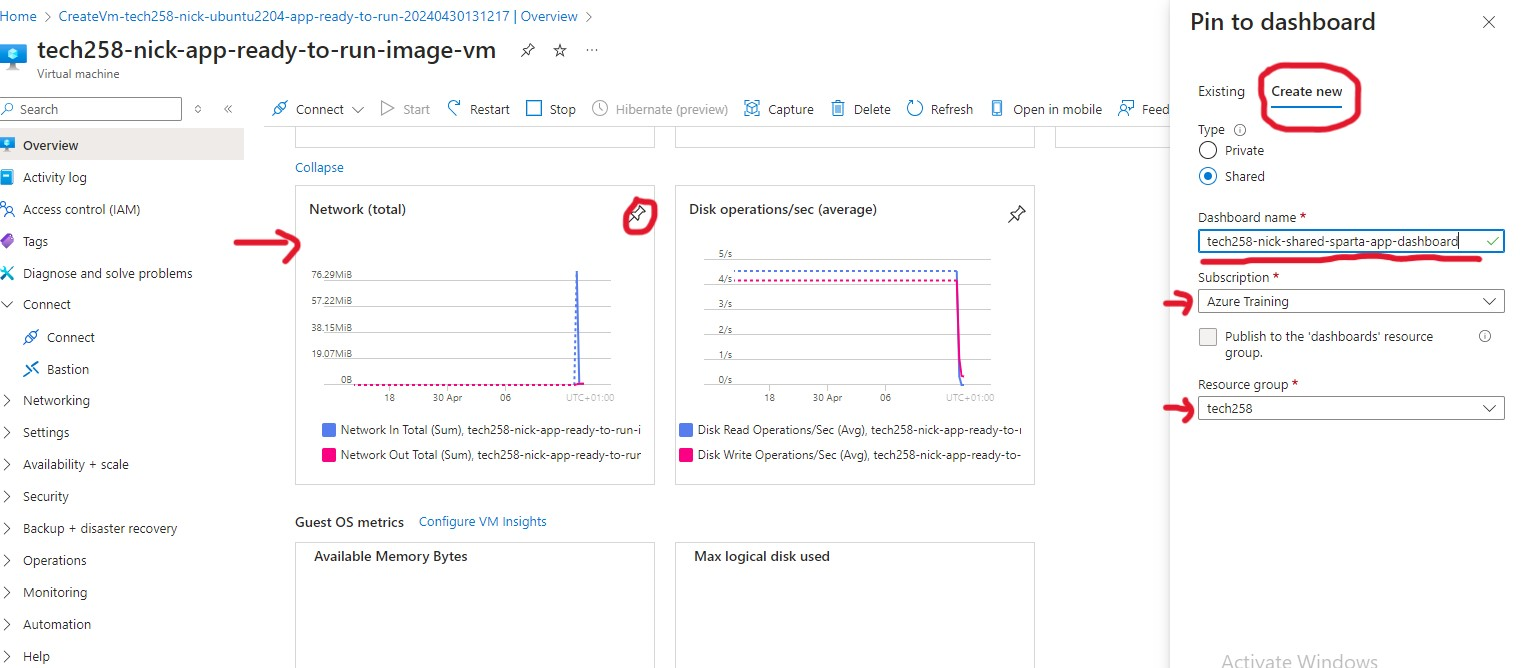 Home > CreateVm-tech258-nick-ubuntu2204-app-ready-to-run-20240430131217 | Overview >
tech258-nick-app-ready-to-run-image-vm
Virtual machine
Search
Overview
Activity log
Access control (IAM)
Tags
Diagnose and solve problems
Connect
Connect
Bastion
Networking
Settings
Availability + scale
Security
Backup + disaster recovery
Operations
Monitoring
Automation
Help
Connect Start Restart Stop Hibernate (preview) Capture Delete Refresh Open in mobile Feed
Collapse
Network (total)
76.29MiB
57.22MiB
38.15MiB
19.07MiB
0B
18 30 Apr 06 UTC+01:00
Network In Total (Sum), tech258-nick-app-ready-to-run-i
Network Out Total (Sum), tech258-nick-app-ready-to-rur
Disk operations/sec (average)
5/s
4/s
3/s
2/s
1/s
0/s
18 30 Apr 06 UTC+01:00
Disk Read Operations/Sec (Avg), tech258-nick-app-ready-to-r
Disk Write Operations/Sec (Avg), tech258-nick-app-ready-to-
Guest OS metrics Configure VM Insights
Available Memory Bytes
Max logical disk used
Pin to dashboard
Existing Create new
Type
Private
Shared
Dashboard name *
tech258-nick-shared-sparta-app-dashboard
Subscription *
Azure Training
Publish to the 'dashboards' resource
group.
Resource group *
tech258
Activate Windows